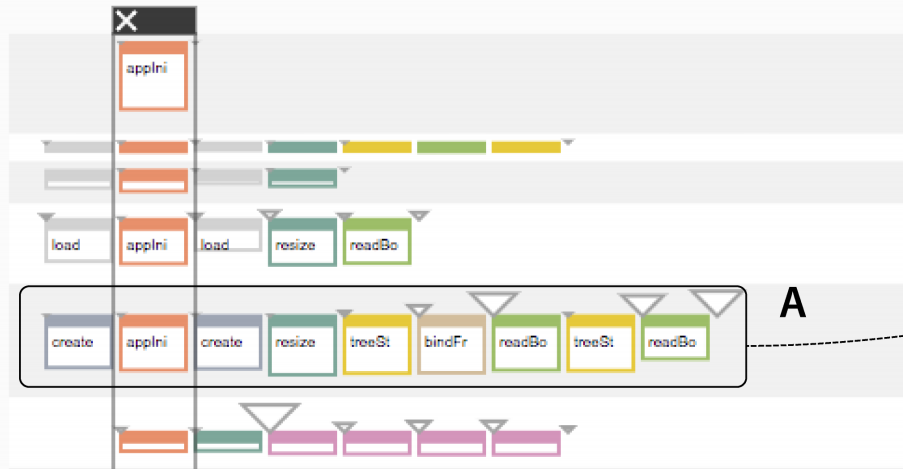 appIni
load appIni load resize readBo
A
create appIni create resize treeSt bindFr readBo treeSt readBo